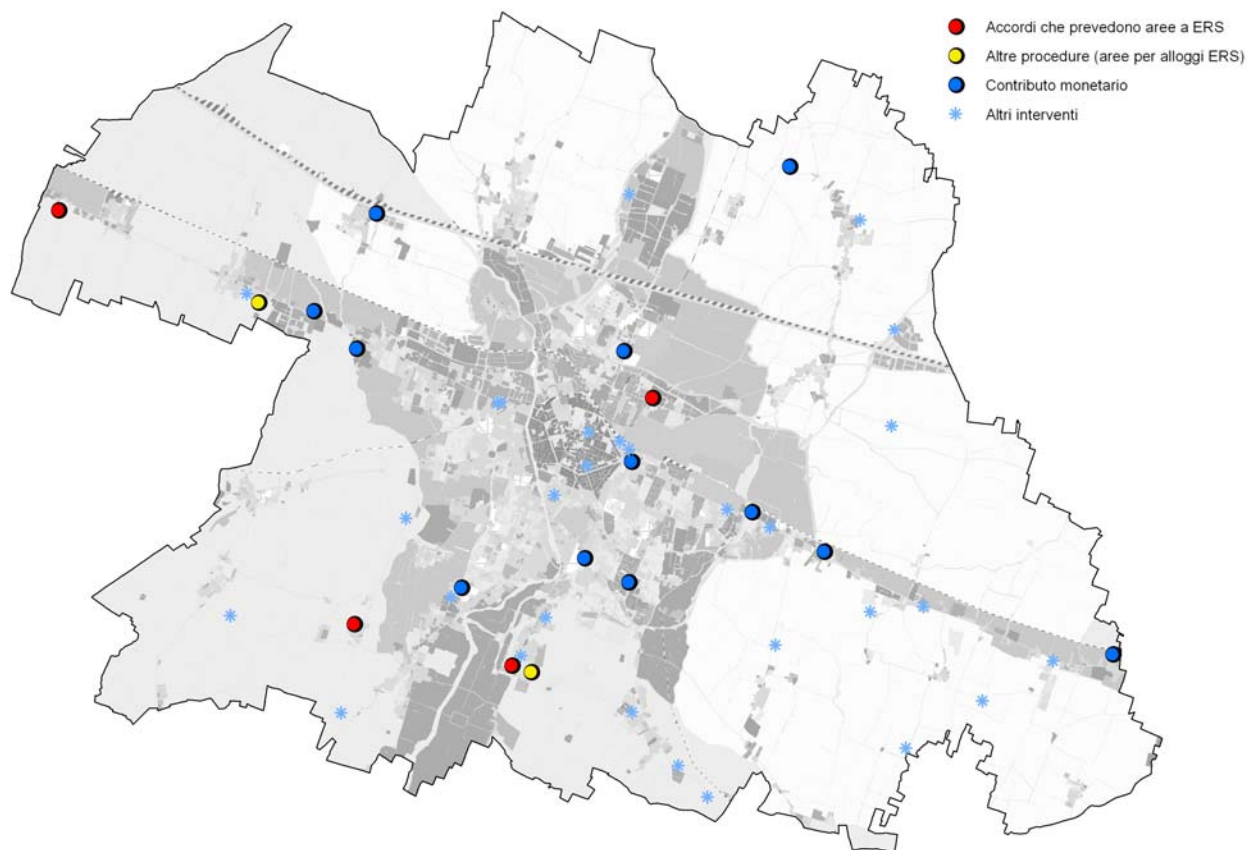 Accordi che prevedono aree a ERS
Altre procedure (aree per alloggi ERS)
Contributo monetario
Altri interventi